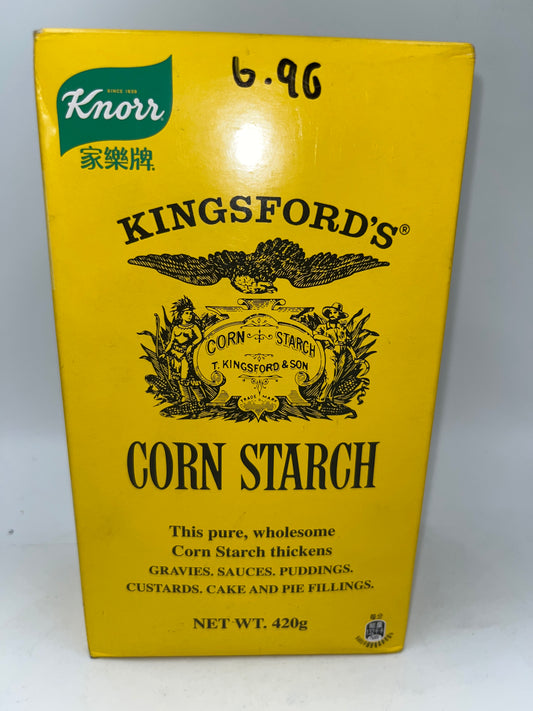 6.96
SINCE 1838
Knorr
家樂牌
KINGSFORD'S®
CORN STARCH
T. KINGSFORD & SON
TRADE MARK
CORN STARCH
This pure, wholesome
Corn Starch thickens
GRAVIES. SAUCES. PUDDINGS.
CUSTARDS. CAKE AND PIE FILLINGS.
NET WT. 420g